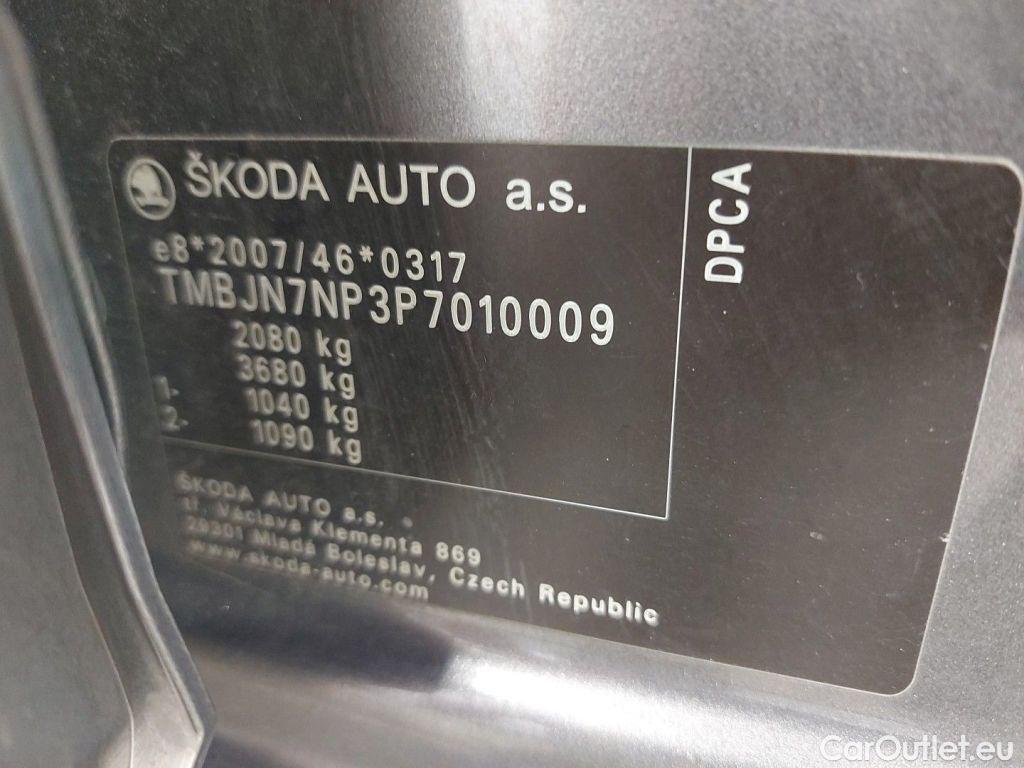 ŠKODA AUTO a.s.
e8*2007/46*0317
TMBJN7NP3P7010009
2080 kg
3680 kg
1- 1040 kg
2- 1090 kg
DPCA
ŠKODA AUTO a.s.
tř. Václava Klementa 869
29301 Mladá Boleslav, Czech Republic
www.skoda-auto.com
CarOutlet.eu